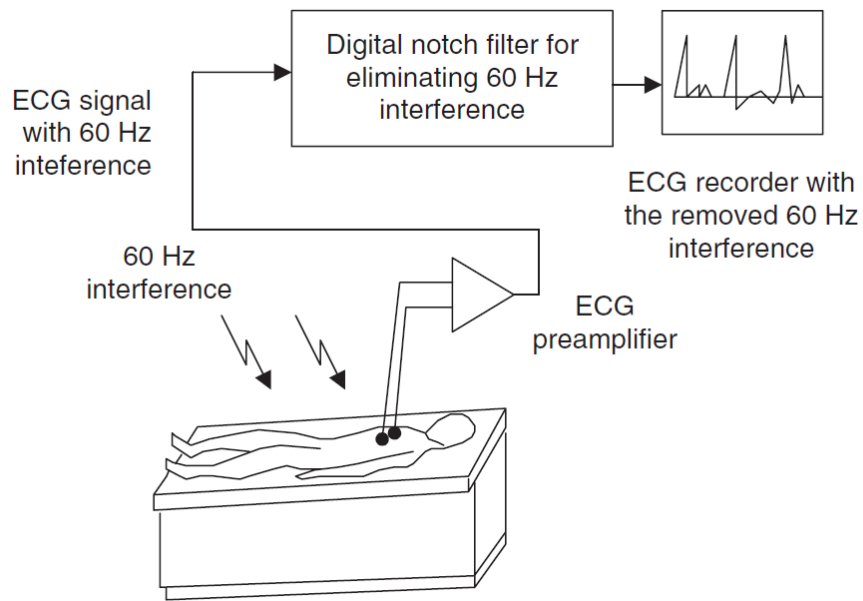 Digital notch filter for
eliminating 60 Hz
interference
ECG signal
with 60 Hz
inteference
ECG recorder with
the removed 60 Hz
interference
60 Hz
interference
ECG
preamplifier